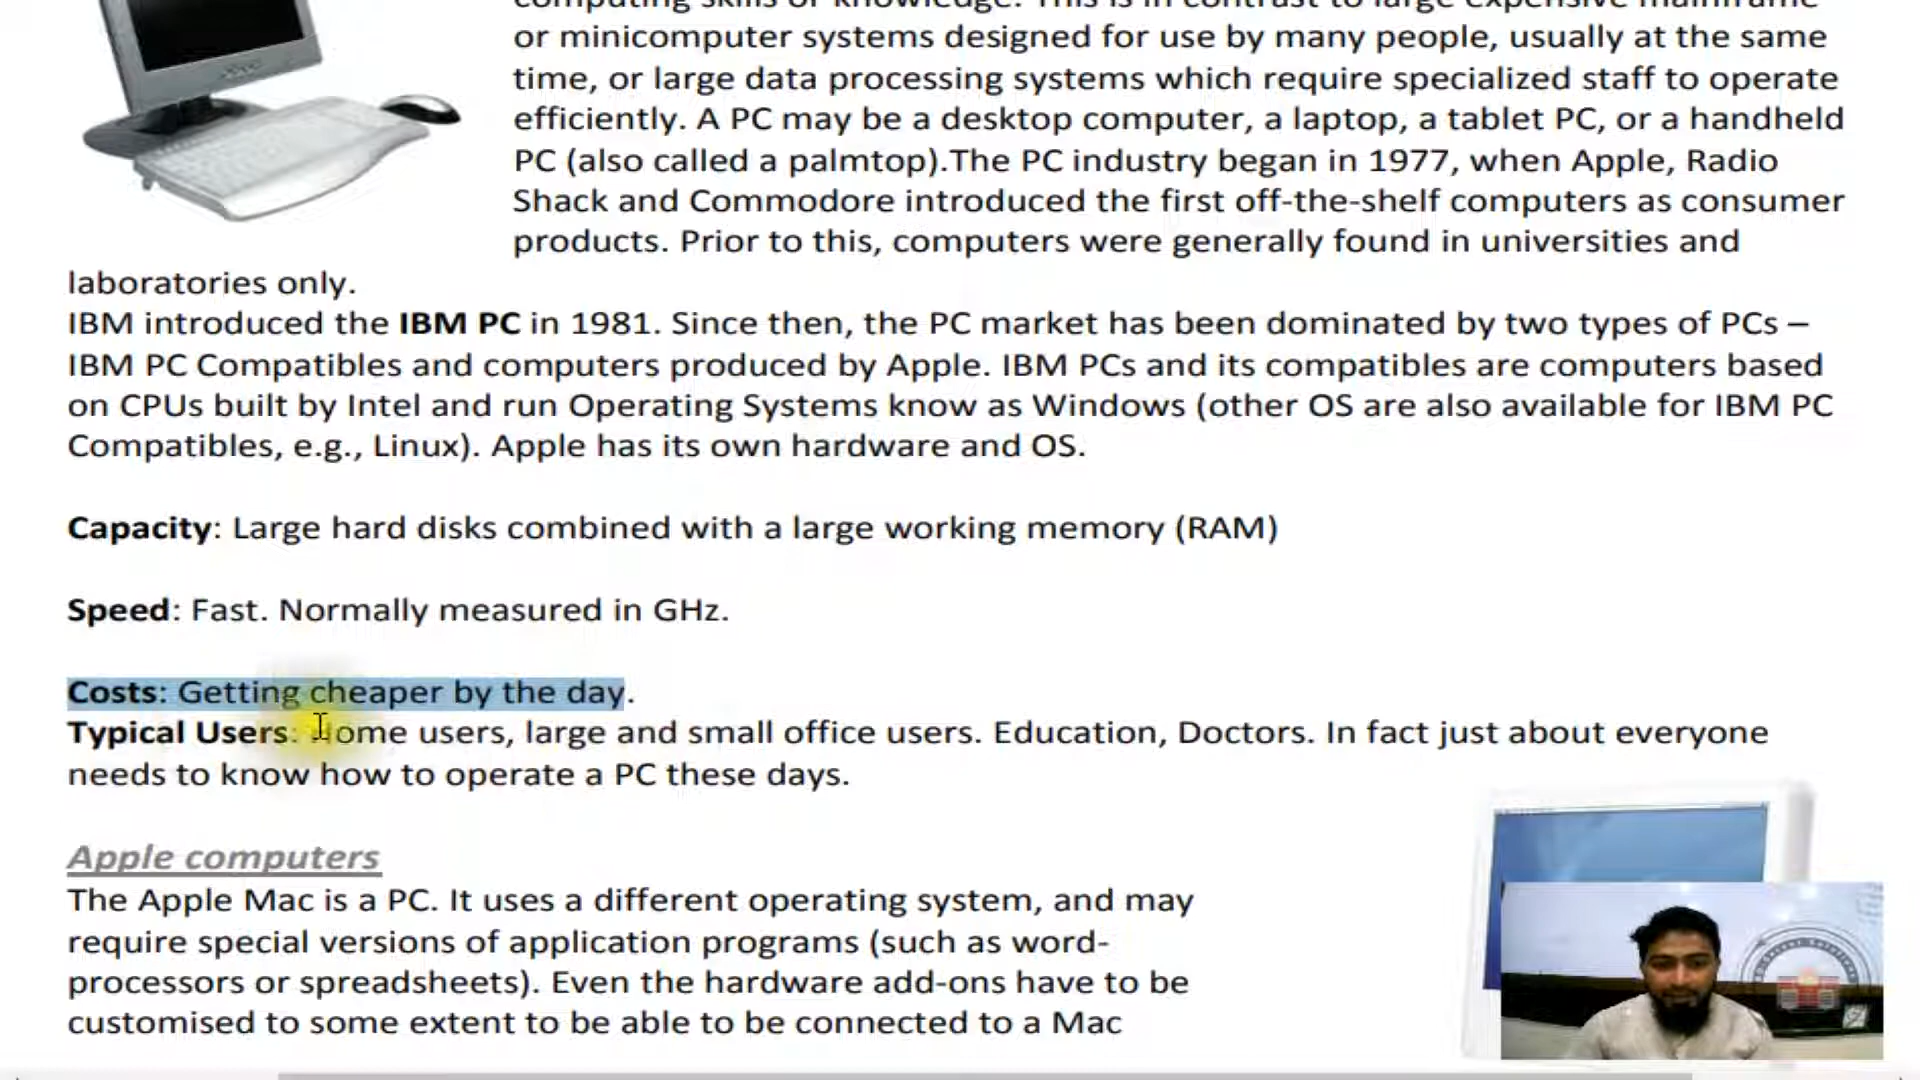 computing skills or knowledge. This is in contrast to large expensive mainframe
or minicomputer systems designed for use by many people, usually at the same
time, or large data processing systems which require specialized staff to operate
efficiently. A PC may be a desktop computer, a laptop, a tablet PC, or a handheld
PC (also called a palmtop).The PC industry began in 1977, when Apple, Radio
Shack and Commodore introduced the first off-the-shelf computers as consumer
products. Prior to this, computers were generally found in universities and
laboratories only.
IBM introduced the IBM PC in 1981. Since then, the PC market has been dominated by two types of PCs –
IBM PC Compatibles and computers produced by Apple. IBM PCs and its compatibles are computers based
on CPUs built by Intel and run Operating Systems know as Windows (other OS are also available for IBM PC
Compatibles, e.g., Linux). Apple has its own hardware and OS.
Capacity: Large hard disks combined with a large working memory (RAM)
Speed: Fast. Normally measured in GHz.
Costs: Getting cheaper by the day.
Typical Users: Home users, large and small office users. Education, Doctors. In fact just about everyone
needs to know how to operate a PC these days.
Apple computers
The Apple Mac is a PC. It uses a different operating system, and may
require special versions of application programs (such as word-
processors or spreadsheets). Even the hardware add-ons have to be
customised to some extent to be able to be connected to a Mac